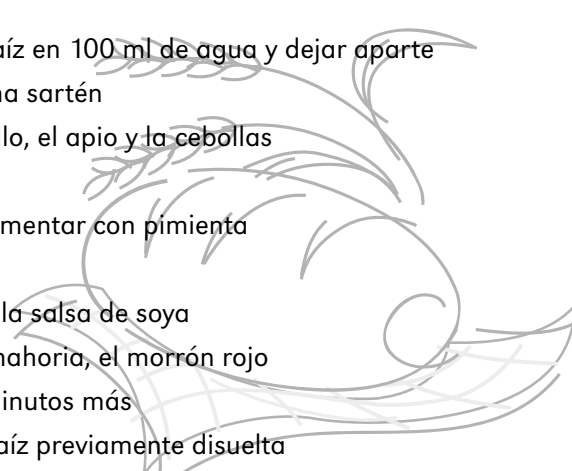 aíz en 100 ml de agua y dejar aparte
a sartén
lo, el apio y la cebollas
mentar con pimienta
la salsa de soya
nahoria, el morrón rojo
inutos más
aíz previamente disuelta